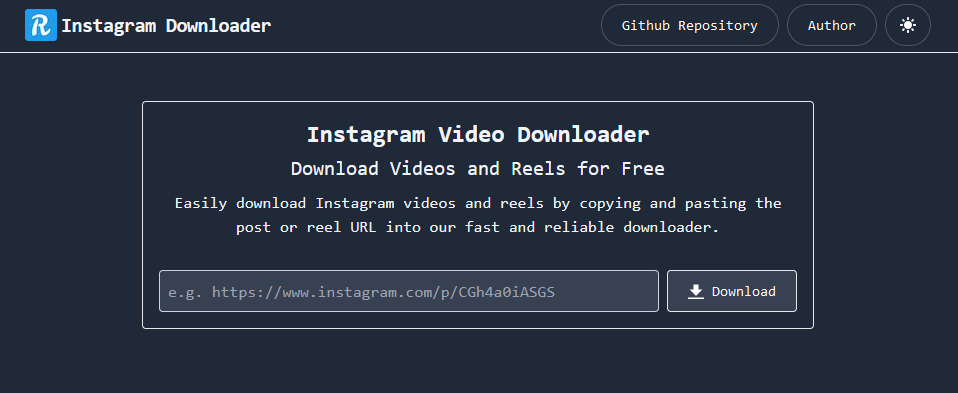 R Instagram Downloader
Github Repository
Author
Instagram Video Downloader
Download Videos and Reels for Free
Easily download Instagram videos and reels by copying and pasting the
post or reel URL into our fast and reliable downloader.
e.g. https://www.instagram.com/p/CGh4a0iASGS
Download